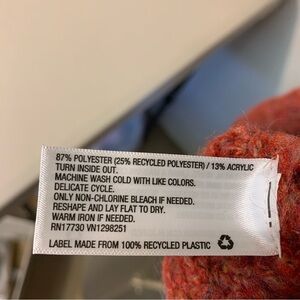 87% POLYESTER (25% RECYCLED POLYESTER) / 13% ACRYLIC
TURN INSIDE OUT.
MACHINE WASH COLD WITH LIKE COLORS.
DELICATE CYCLE.
ONLY NON-CHLORINE BLEACH IF NEEDED.
RESHAPE AND LAY FLAT TO DRY.
WARM IRON IF NEEDED.
RN17730 VN1298251
LABEL MADE FROM 100% RECYCLED PLASTIC